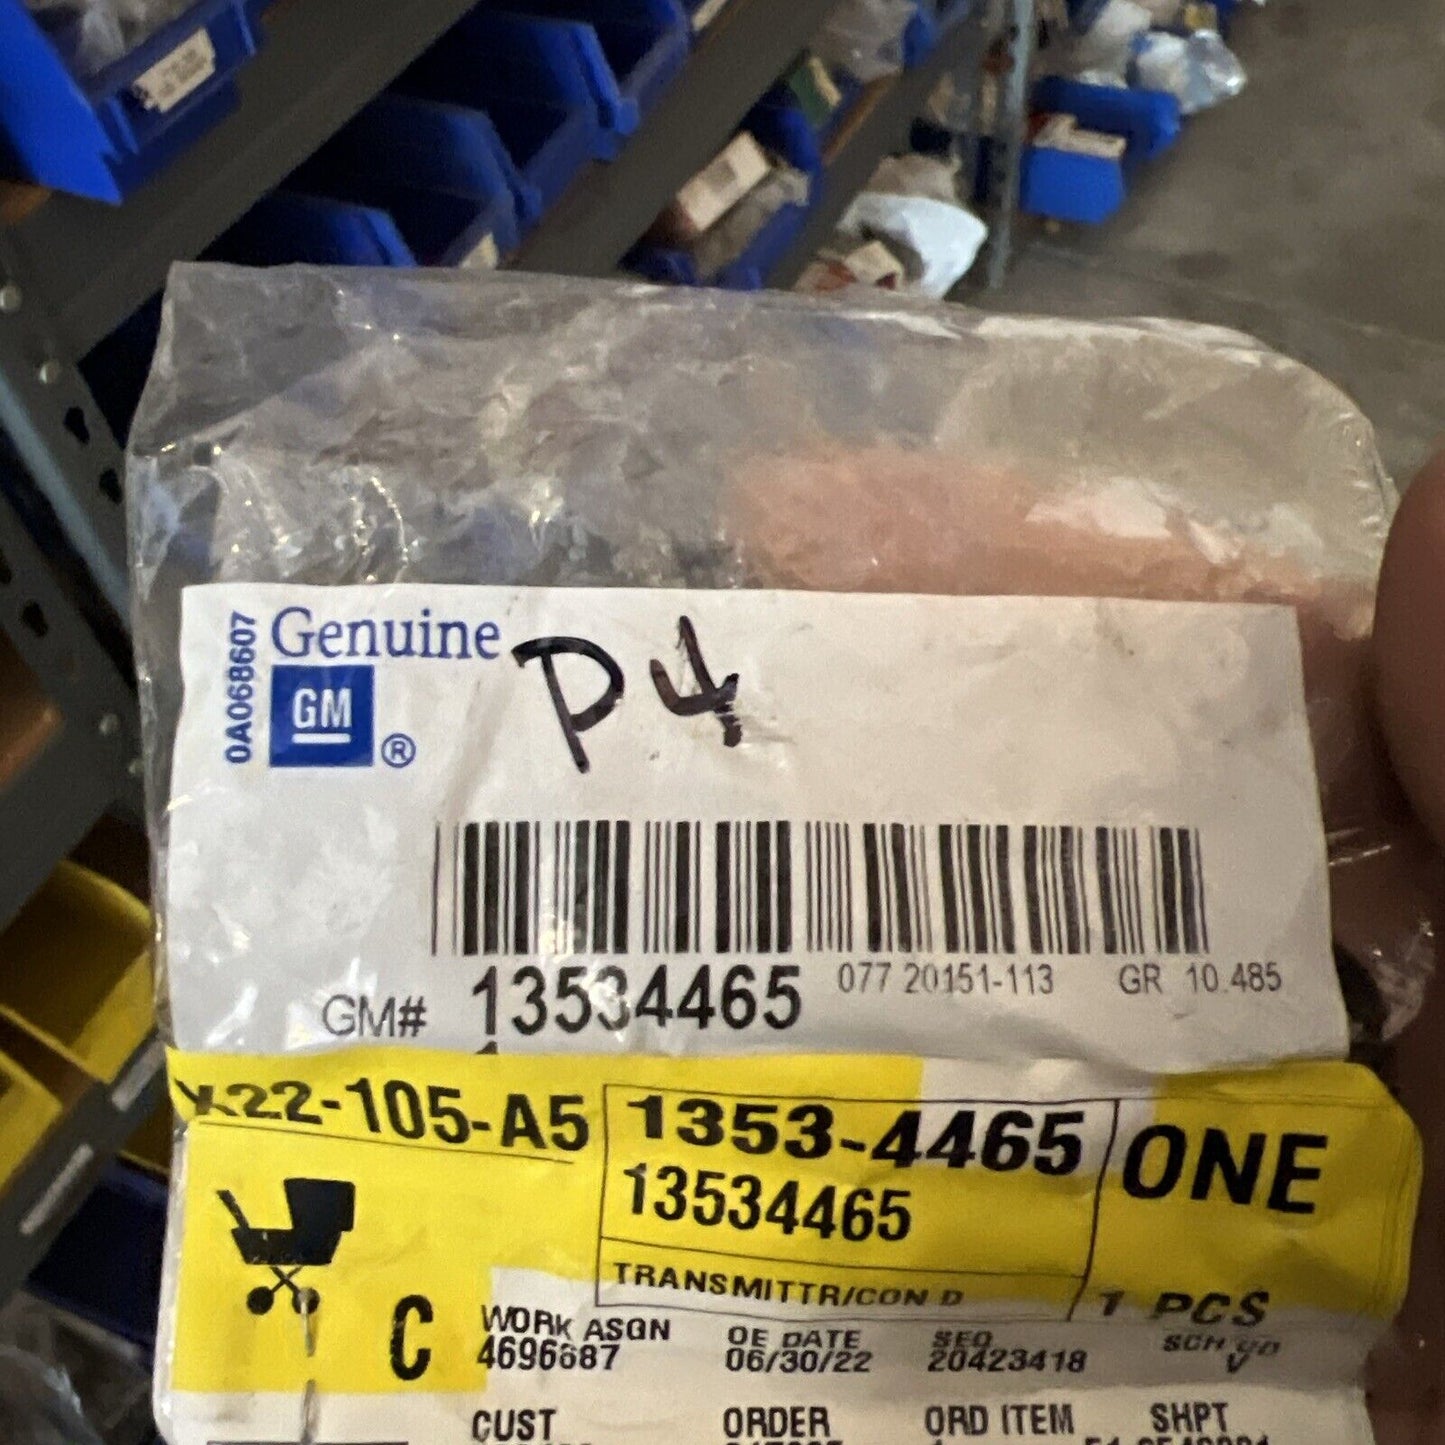 0A068607
Genuine
GM
®
P4
GM# 13534465 077 20151-113 GR 10.485
X22-105-A5
1353-4465
13534465
TRANSMITTR/CON D
ONE
1 PCS
C
WORK ASGN OE DATE SEQ
4696687 06/30/22 20423418 V
CUST ORDER ORD ITEM SHPT